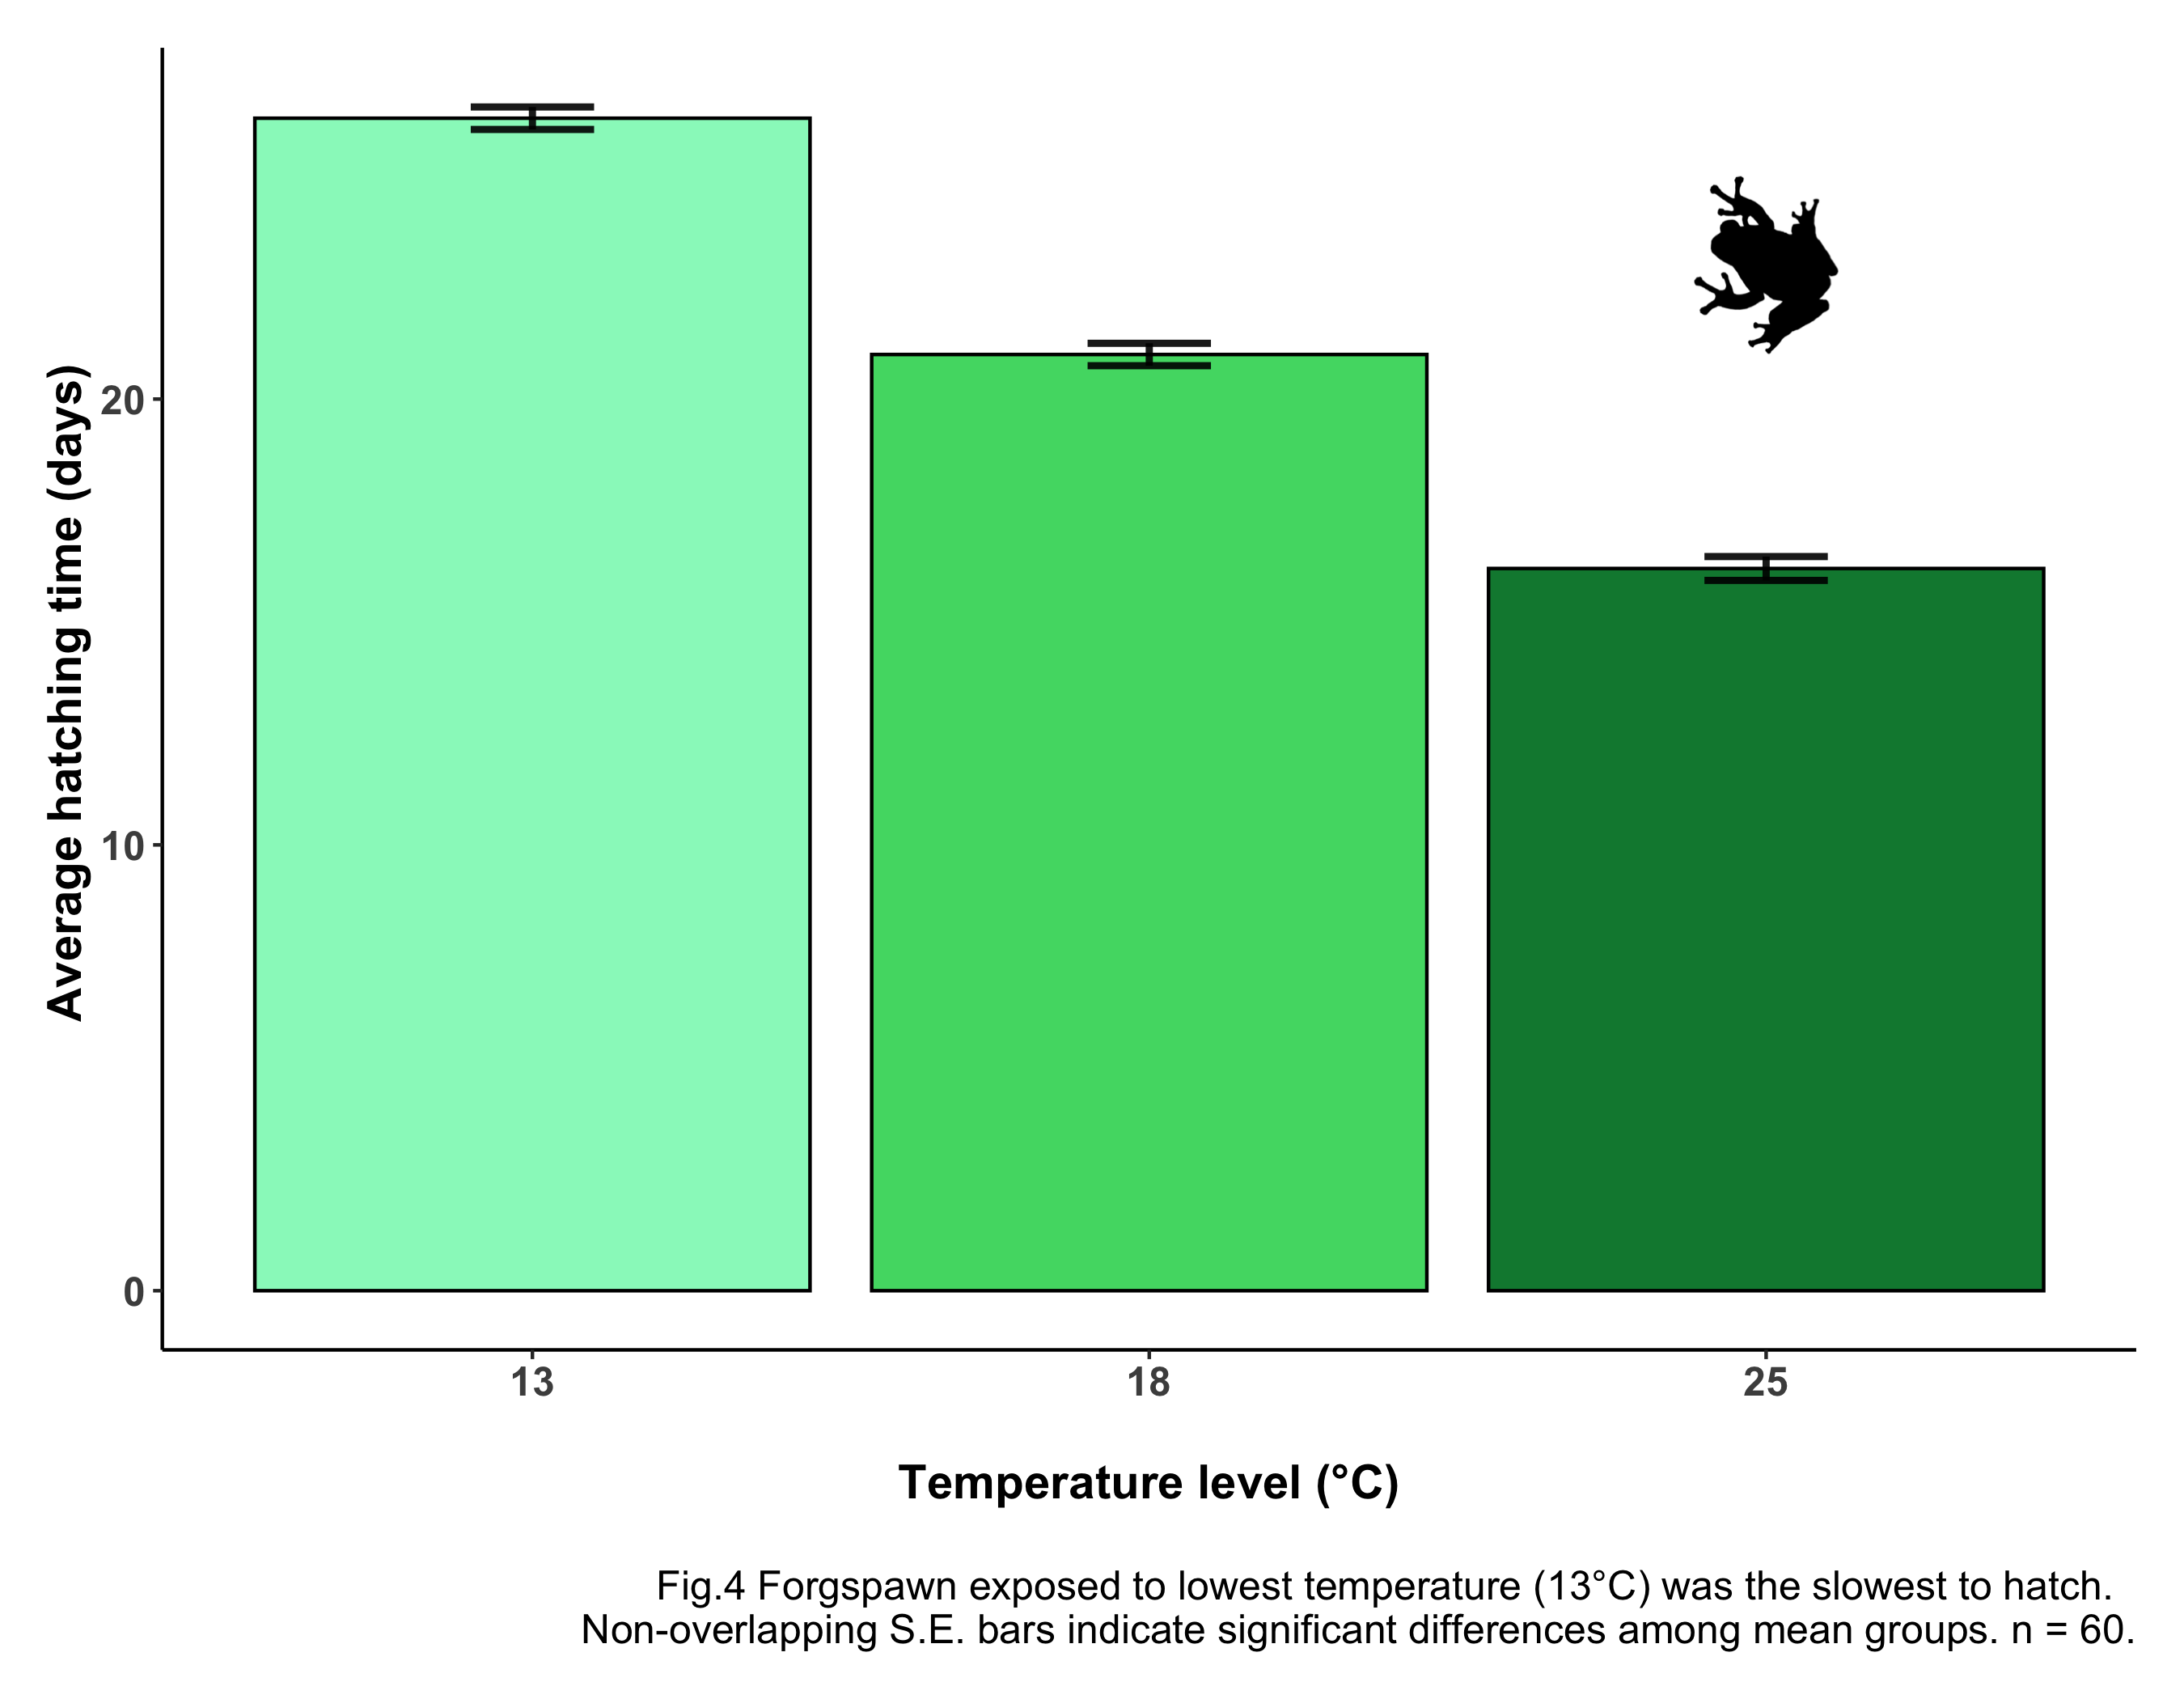 Average hatching time (days)
20
10
0
13
18
25
Temperature level (°C)
Fig.4 Forgspawn exposed to lowest temperature (13°C) was the slowest to hatch.
Non-overlapping S.E. bars indicate significant differences among mean groups. n = 60.